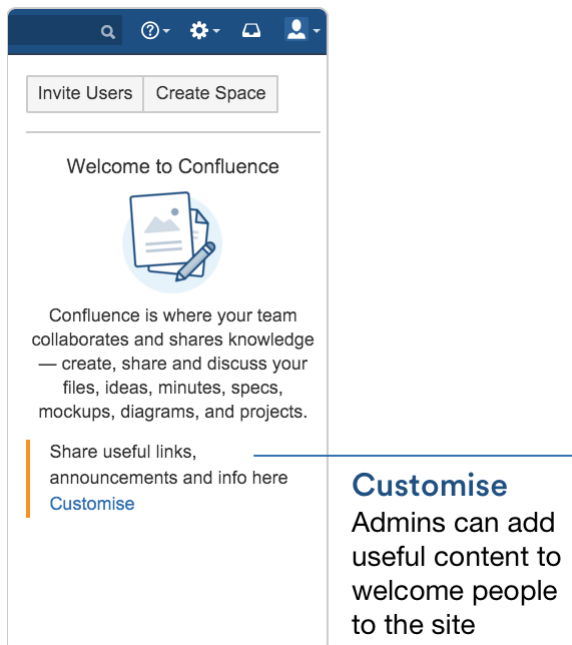 Invite Users Create Space
Welcome to Confluence
Confluence is where your team
collaborates and shares knowledge
— create, share and discuss your
files, ideas, minutes, specs,
mockups, diagrams, and projects.
Share useful links,
announcements and info here
Customise
Customise
Admins can add
useful content to
welcome people
to the site